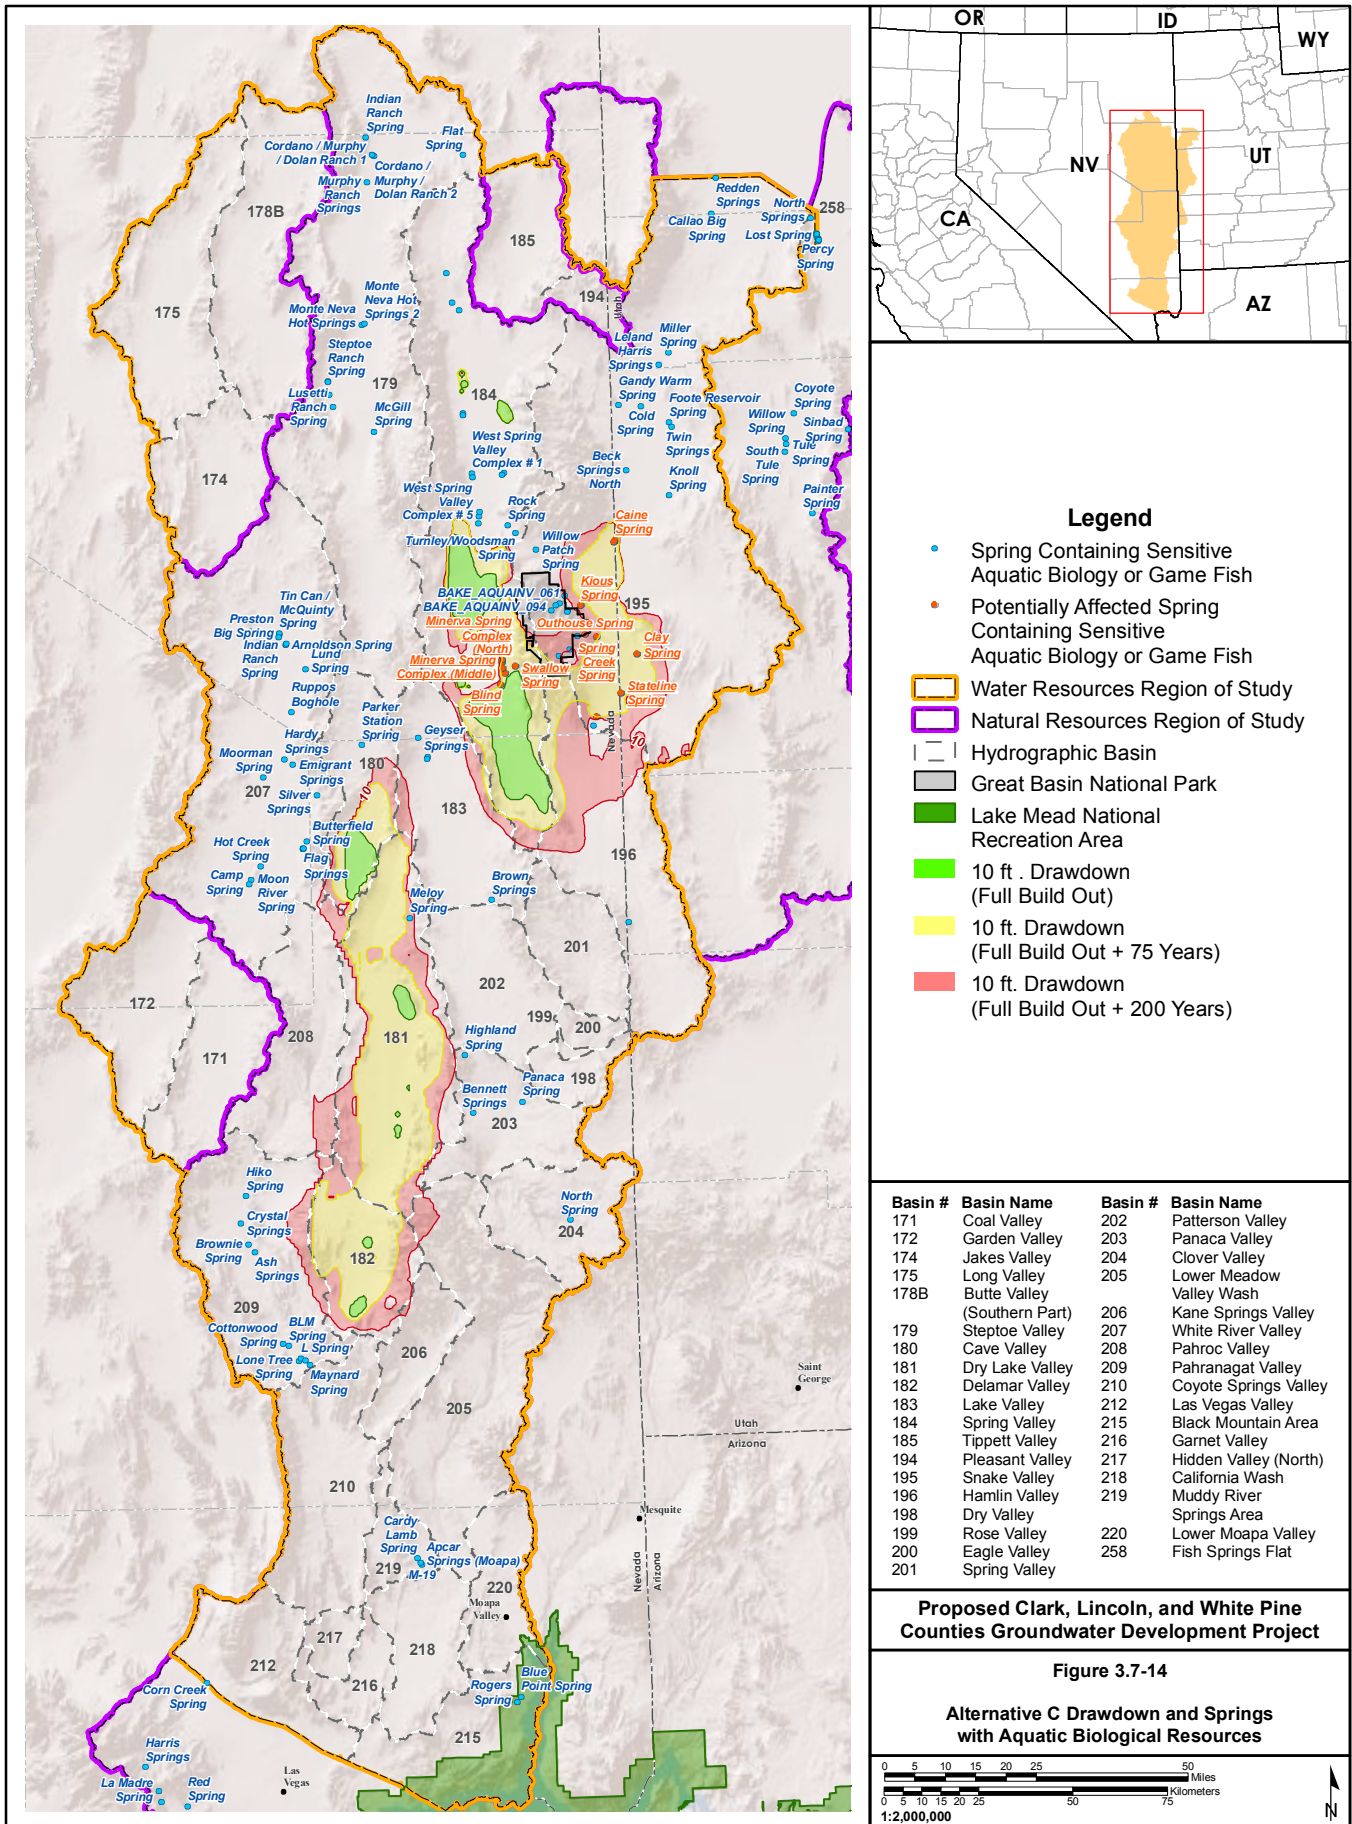 OR
ID
WY
NV
UT
CA
AZ
Indian
Ranch
Spring
Flat
Spring
Cordano / Murphy
/ Dolan Ranch 1
Cordano /
Murphy /
Dolan Ranch 2
Murphy
Ranch
Springs
178B
185
Redden
Springs
North
Springs
258
Callao Big
Spring
Lost Spring
Percy
Spring
175
194
Utah
Monte
Neva Hot
Springs 2
Monte Neva
Hot Springs
Steptoe
Ranch
Spring
179
184
Lusetti
Ranch
Spring
McGill
Spring
Miller
Spring
Leland
Harris
Springs
Gandy Warm
Spring
Foote Reservoir
Spring
Cold
Spring
Twin
Springs
Coyote
Spring
Willow
Spring
Sinbad
Spring
South
Tule
Spring
Tule
Spring
Painter
Spring
174
West Spring
Valley
Complex # 1
Beck
Springs
North
Knoll
Spring
West Spring
Valley
Complex # 5
Rock
Spring
Caine
Spring
Turnley/Woodsman
Spring
Willow
Patch
Spring
Kious
Spring
195
BAKE_AQUAINV_061
BAKE_AQUAINV_094
Minerva Spring
Complex
(North)
Outhouse Spring
Spring
Creek
Spring
Clay
Spring
Minerva Spring
Complex (Middle)
Swallow
Spring
Blind
Spring
Stateline
Spring
Tin Can /
McQuinty
Spring
Preston
Big Spring
Arnoldson Spring
Indian
Ranch
Spring
Lund
Spring
Ruppos
Boghole
Parker
Station
Spring
Geyser
Springs
Nevada
10
Hardy
Springs
Moorman
Spring
Emigrant
Springs
180
10
207
Silver
Springs
183
Butterfield
Spring
Hot Creek
Spring
Flag
Springs
196
Camp
Spring
Moon
River
Spring
Meloy
Spring
Brown
Springs
201
202
172
208
181
199
200
171
Highland
Spring
198
Panaca
Spring
Bennett
Springs
203
Hiko
Spring
North
Spring
204
Crystal
Springs
Brownie
Spring
Ash
Springs
182
209
BLM
Spring
Cottonwood
Spring
L Spring
Lone Tree
Spring
Maynard
Spring
206
Saint
George
205
Utah
Arizona
210
Mesquite
Cardy
Lamb
Spring
Apcar
Springs (Moapa)
M-19
219
Nevada
Arizona
220
Moapa
Valley
217
218
212
216
Corn Creek
Spring
Rogers
Spring
Blue
Point Spring
215
Harris
Springs
La Madre
Spring
Red
Spring
Las
Vegas
Legend
Spring Containing Sensitive
Aquatic Biology or Game Fish
Potentially Affected Spring
Containing Sensitive
Aquatic Biology or Game Fish
Water Resources Region of Study
Natural Resources Region of Study
Hydrographic Basin
Great Basin National Park
Lake Mead National
Recreation Area
10 ft . Drawdown
(Full Build Out)
10 ft. Drawdown
(Full Build Out + 75 Years)
10 ft. Drawdown
(Full Build Out + 200 Years)
Basin # Basin Name Basin # Basin Name
171 Coal Valley 202 Patterson Valley
172 Garden Valley 203 Panaca Valley
174 Jakes Valley 204 Clover Valley
175 Long Valley 205 Lower Meadow
178B Butte Valley Valley Wash
(Southern Part) 206 Kane Springs Valley
179 Steptoe Valley 207 White River Valley
180 Cave Valley 208 Pahroc Valley
181 Dry Lake Valley 209 Pahranagat Valley
182 Delamar Valley 210 Coyote Springs Valley
183 Lake Valley 212 Las Vegas Valley
184 Spring Valley 215 Black Mountain Area
185 Tippett Valley 216 Garnet Valley
194 Pleasant Valley 217 Hidden Valley (North)
195 Snake Valley 218 California Wash
196 Hamlin Valley 219 Muddy River
198 Dry Valley Springs Area
199 Rose Valley 220 Lower Moapa Valley
200 Eagle Valley 258 Fish Springs Flat
201 Spring Valley
Proposed Clark, Lincoln, and White Pine
Counties Groundwater Development Project
Figure 3.7-14
Alternative C Drawdown and Springs
with Aquatic Biological Resources
0 5 10 15 20 25 50
Miles
Kilometers
0 5 10 15 20 25 50 75
1:2,000,000
N